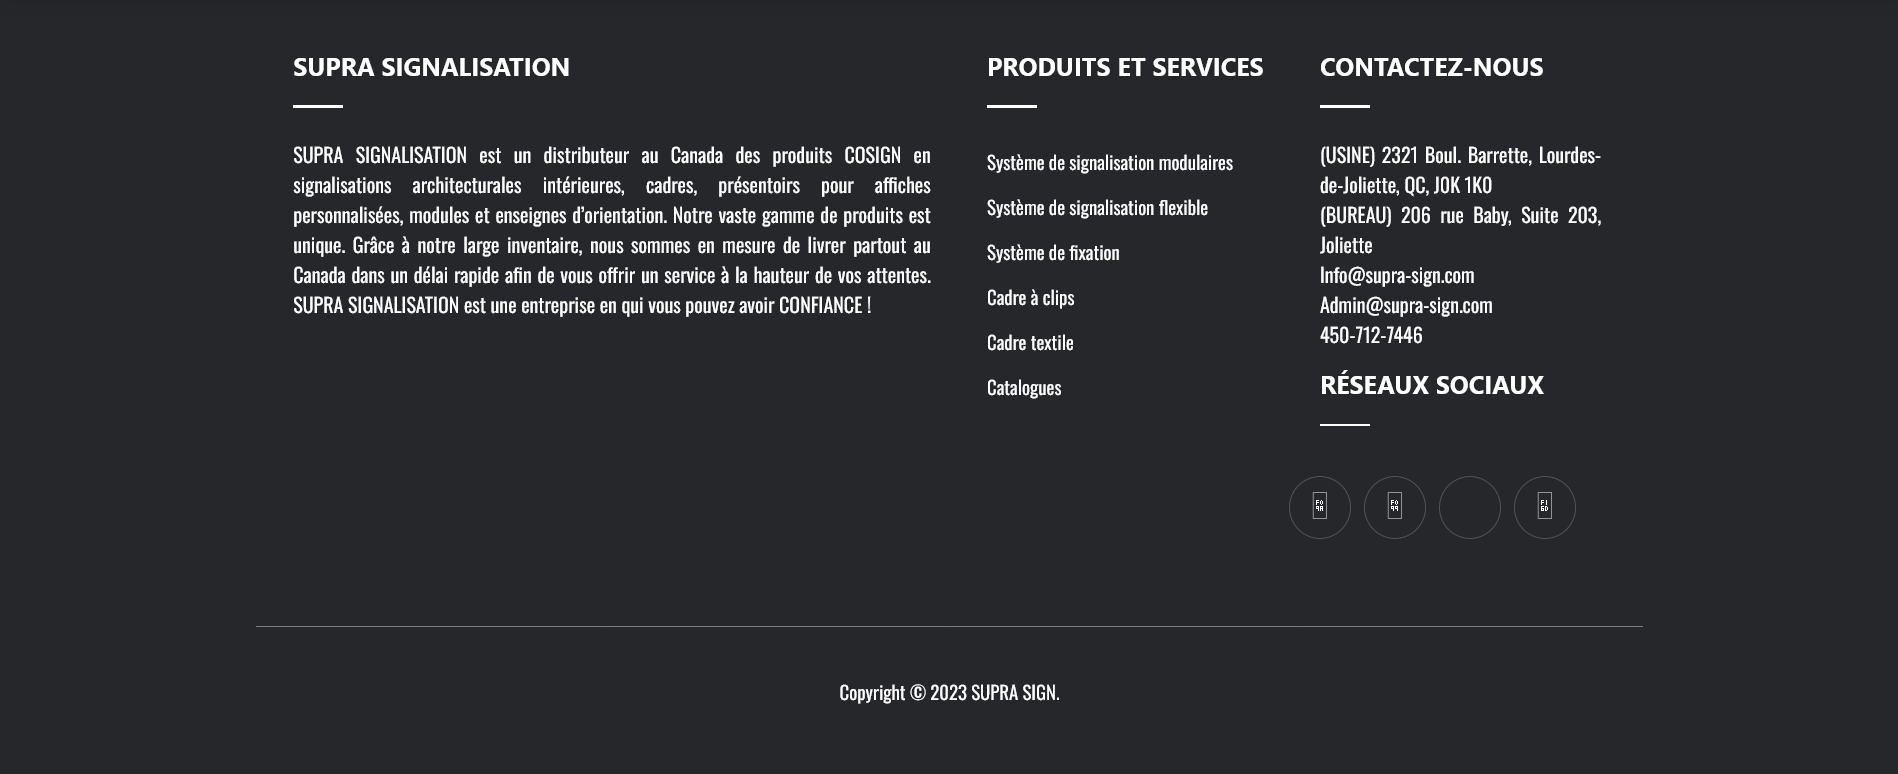 SUPRA SIGNALISATION
SUPRA SIGNALISATION est un distributeur au Canada des produits COSIGN en
signalisations architecturales intérieures, cadres, présentoirs pour affiches
personnalisées, modules et enseignes d’orientation. Notre vaste gamme de produits est
unique. Grâce à notre large inventaire, nous sommes en mesure de livrer partout au
Canada dans un délai rapide afin de vous offrir un service à la hauteur de vos attentes.
SUPRA SIGNALISATION est une entreprise en qui vous pouvez avoir CONFIANCE !
PRODUITS ET SERVICES
Système de signalisation modulaires
Système de signalisation flexible
Système de fixation
Cadre à clips
Cadre textile
Catalogues
CONTACTEZ-NOUS
(USINE) 2321 Boul. Barrette, Lourdes-
de-Joliette, QC, J0K 1K0
(BUREAU) 206 rue Baby, Suite 203,
Joliette
Info@supra-sign.com
Admin@supra-sign.com
450-712-7446
RÉSEAUX SOCIAUX
Copyright © 2023 SUPRA SIGN.